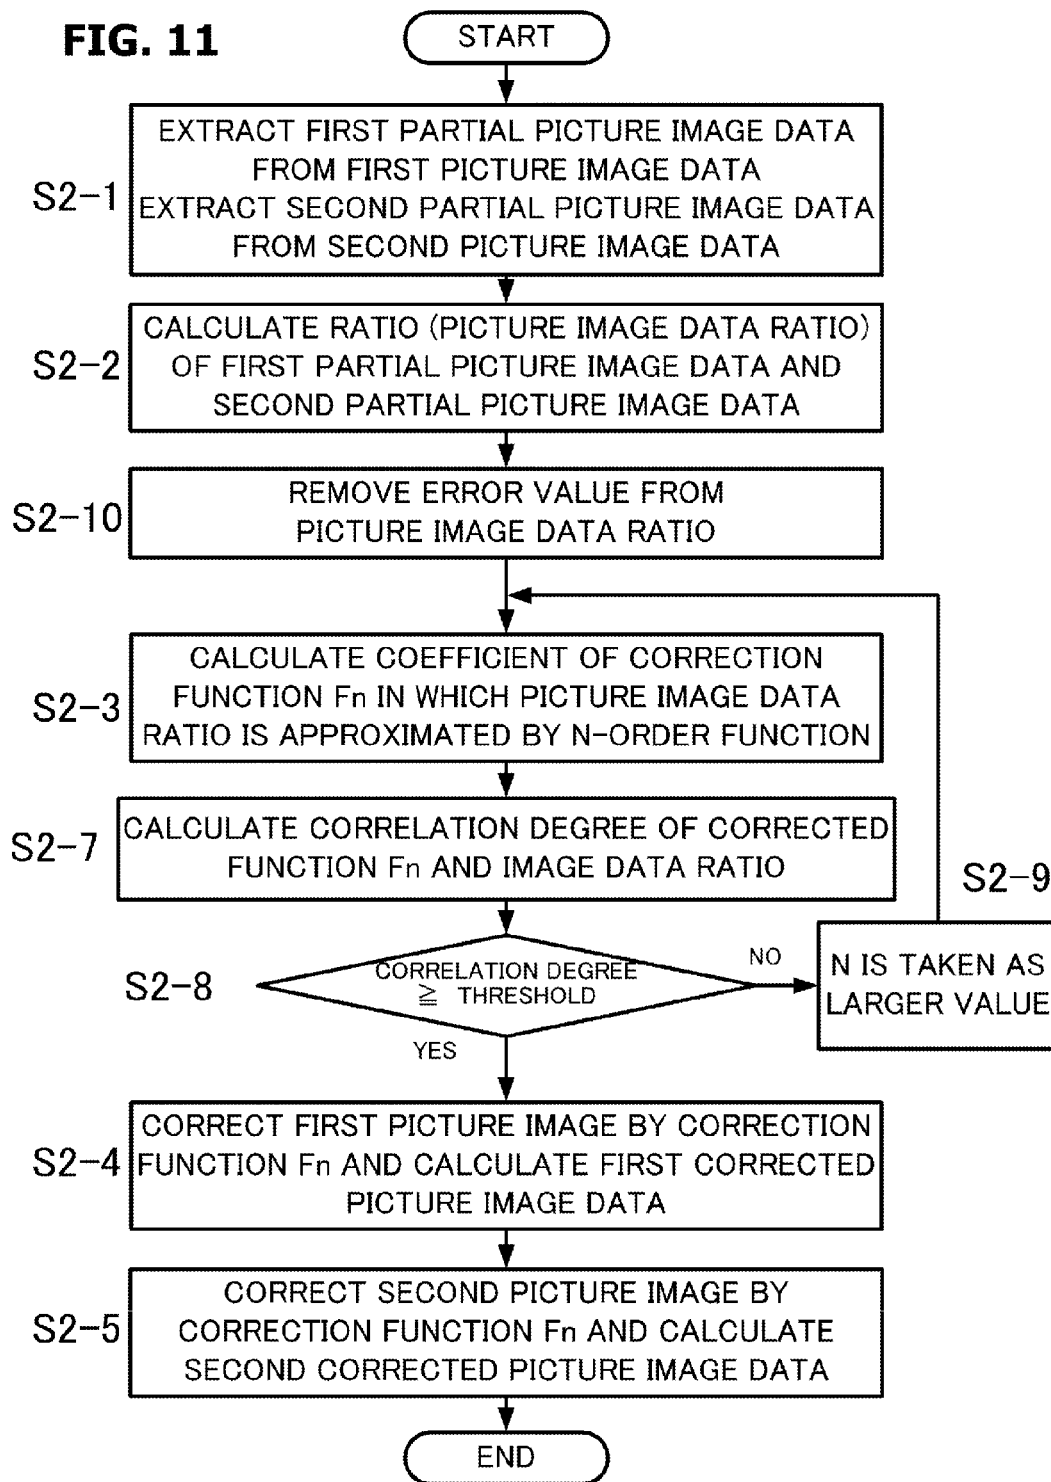 FIG. 11
START
S2-1
EXTRACT FIRST PARTIAL PICTURE IMAGE DATA
FROM FIRST PICTURE IMAGE DATA
EXTRACT SECOND PARTIAL PICTURE IMAGE DATA
FROM SECOND PICTURE IMAGE DATA
S2-2
CALCULATE RATIO (PICTURE IMAGE DATA RATIO)
OF FIRST PARTIAL PICTURE IMAGE DATA AND
SECOND PARTIAL PICTURE IMAGE DATA
S2-10
REMOVE ERROR VALUE FROM
PICTURE IMAGE DATA RATIO
S2-3
CALCULATE COEFFICIENT OF CORRECTION
FUNCTION Fn IN WHICH PICTURE IMAGE DATA
RATIO IS APPROXIMATED BY N-ORDER FUNCTION
S2-7
CALCULATE CORRELATION DEGREE OF CORRECTED
FUNCTION Fn AND IMAGE DATA RATIO
S2-8
CORRELATION DEGREE
≧ THRESHOLD
NO
S2-9
N IS TAKEN AS
LARGER VALUE
YES
S2-4
CORRECT FIRST PICTURE IMAGE BY CORRECTION
FUNCTION Fn AND CALCULATE FIRST CORRECTED
PICTURE IMAGE DATA
S2-5
CORRECT SECOND PICTURE IMAGE BY
CORRECTION FUNCTION Fn AND CALCULATE
SECOND CORRECTED PICTURE IMAGE DATA
END